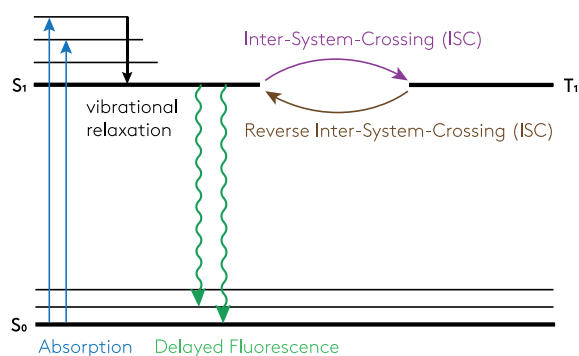 Inter-System-Crossing (ISC)
S₁
T₁
vibrational
relaxation
Reverse Inter-System-Crossing (ISC)
S₀
Absorption
Delayed Fluorescence